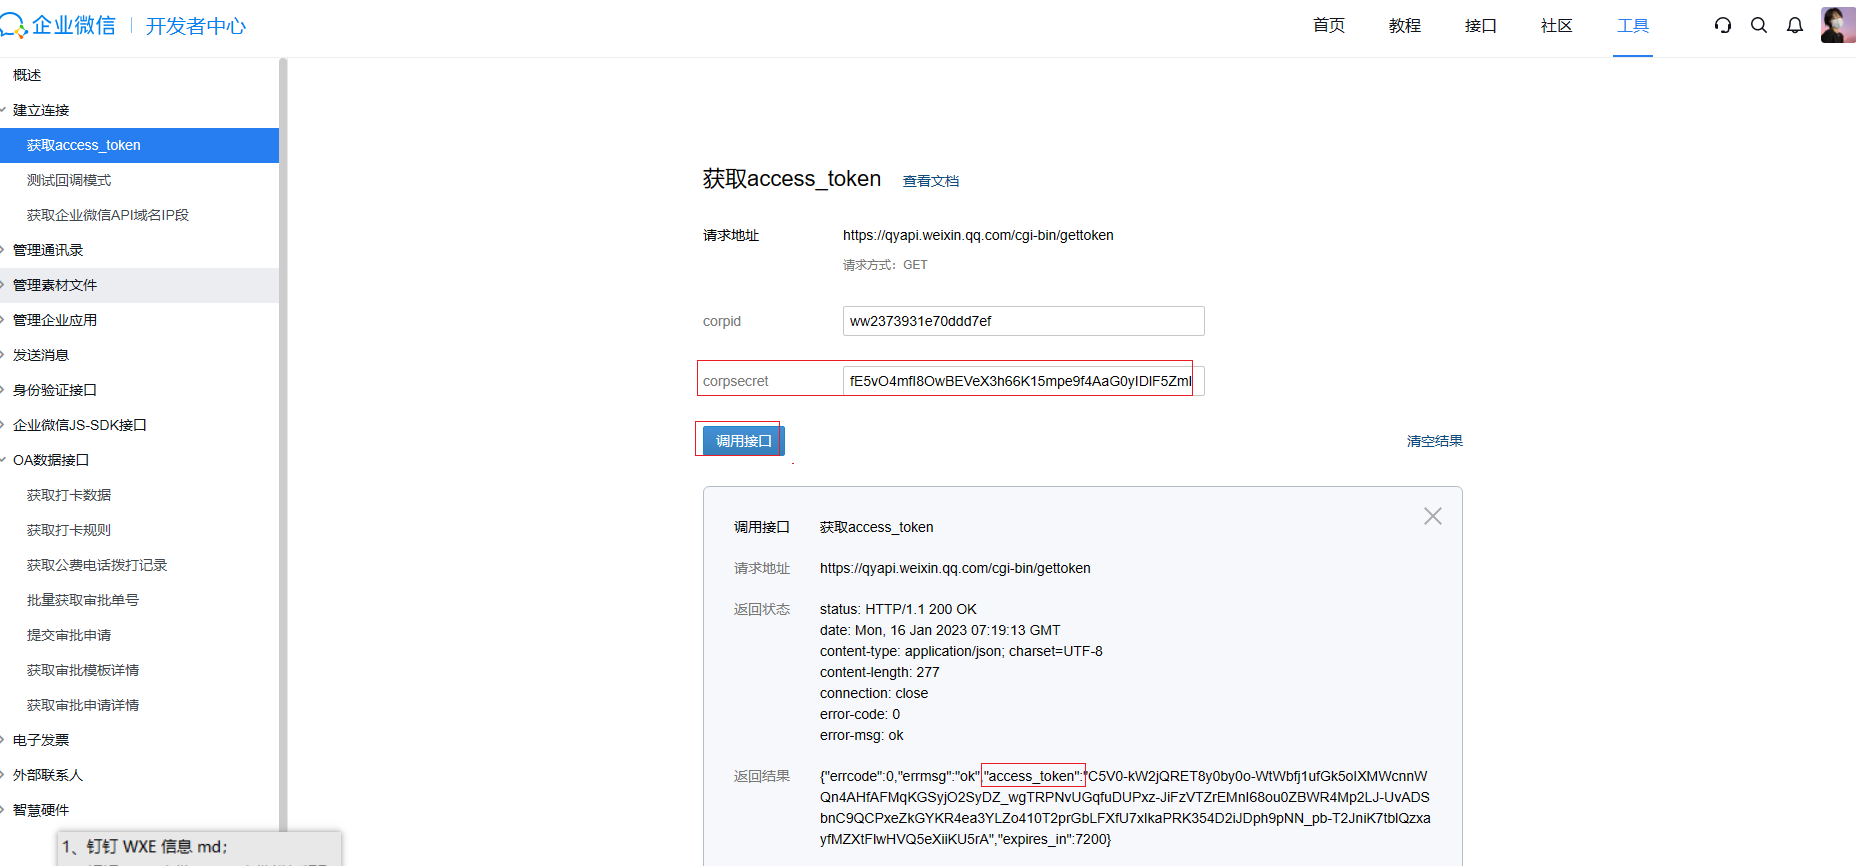 企业微信 开发者中心 首页 教程 接口 社区 工具
概述
建立连接
获取access_token
测试回调模式
获取企业微信API域名IP段
管理通讯录
管理素材文件
管理企业应用
发送消息
身份验证接口
企业微信JS-SDK接口
OA数据接口
获取打卡数据
获取打卡规则
获取公费电话拨打记录
批量获取审批单号
提交审批申请
获取审批模板详情
获取审批申请详情
电子发票
外部联系人
智慧硬件
1、钉钉 WXE 信息 md;
获取access_token 查看文档
请求地址 https://qyapi.weixin.qq.com/cgi-bin/gettoken
请求方式：GET
corpid ww2373931e70ddd7ef
corpsecret fE5vO4mfI8OwBEVeX3h66K15mpe9f4AaG0yIDIF5Zml
调用接口 清空结果
调用接口 获取access_token
请求地址 https://qyapi.weixin.qq.com/cgi-bin/gettoken
返回状态 status: HTTP/1.1 200 OK
date: Mon, 16 Jan 2023 07:19:13 GMT
content-type: application/json; charset=UTF-8
content-length: 277
connection: close
error-code: 0
error-msg: ok
返回结果 {"errcode":0,"errmsg":"ok","access_token":"C5V0-kW2jQRET8y0by0o-WtWbfj1ufGk5oIXMWcnnW
Qn4AHfAFMqKGSyjO2SyDZ_wgTRPNvUGqfuDUPxz-JiFzVTZrEMnI68ou0ZBWR4Mp2LJ-UvADS
bnC9QCPxeZkGYKR4ea3YLZo410T2prGbLFXfU7xIkaPRK354D2iJDph9pNN_pb-T2JniK7tbIQzxa
yfMZXtFlwHVQ5eXiiKU5rA","expires_in":7200}